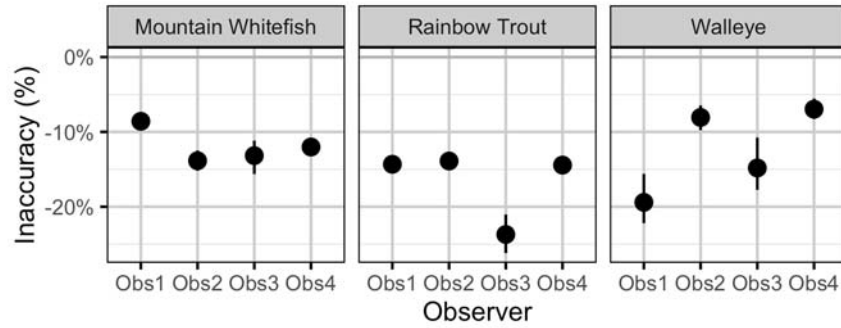 Mountain Whitefish Rainbow Trout Walleye
0%
-10%
-20%
Inaccuracy (%)
Obs1 Obs2 Obs3 Obs4 Obs1 Obs2 Obs3 Obs4 Obs1 Obs2 Obs3 Obs4
Observer